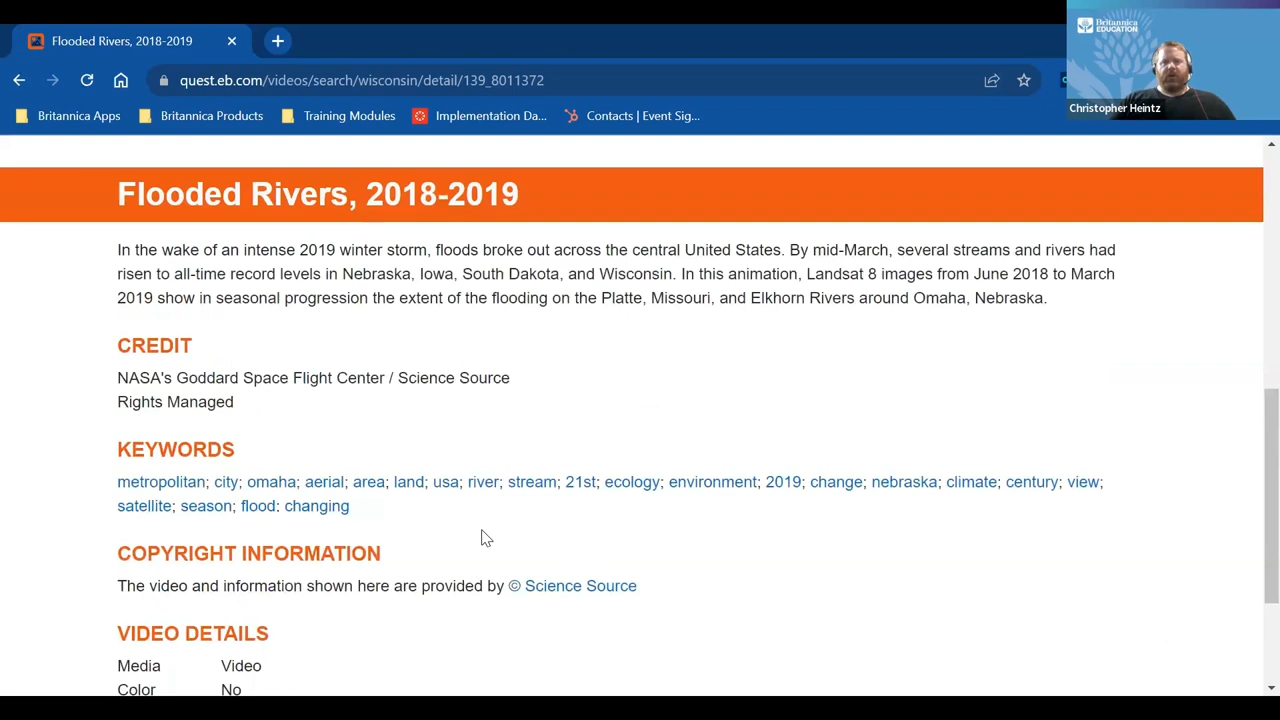 Flooded Rivers, 2018-2019
quest.eb.com/videos/search/wisconsin/detail/139_8011372
Britannica
EDUCATION
Christopher Heintz
Britannica Apps
Britannica Products
Training Modules
Implementation Da...
Contacts | Event Sig...
Flooded Rivers, 2018-2019
In the wake of an intense 2019 winter storm, floods broke out across the central United States. By mid-March, several streams and rivers had
risen to all-time record levels in Nebraska, Iowa, South Dakota, and Wisconsin. In this animation, Landsat 8 images from June 2018 to March
2019 show in seasonal progression the extent of the flooding on the Platte, Missouri, and Elkhorn Rivers around Omaha, Nebraska.
CREDIT
NASA's Goddard Space Flight Center / Science Source
Rights Managed
KEYWORDS
metropolitan; city; omaha; aerial; area; land; usa; river; stream; 21st; ecology; environment; 2019; change; nebraska; climate; century; view;
satellite; season; flood: changing
COPYRIGHT INFORMATION
The video and information shown here are provided by © Science Source
VIDEO DETAILS
Media Video
Color No